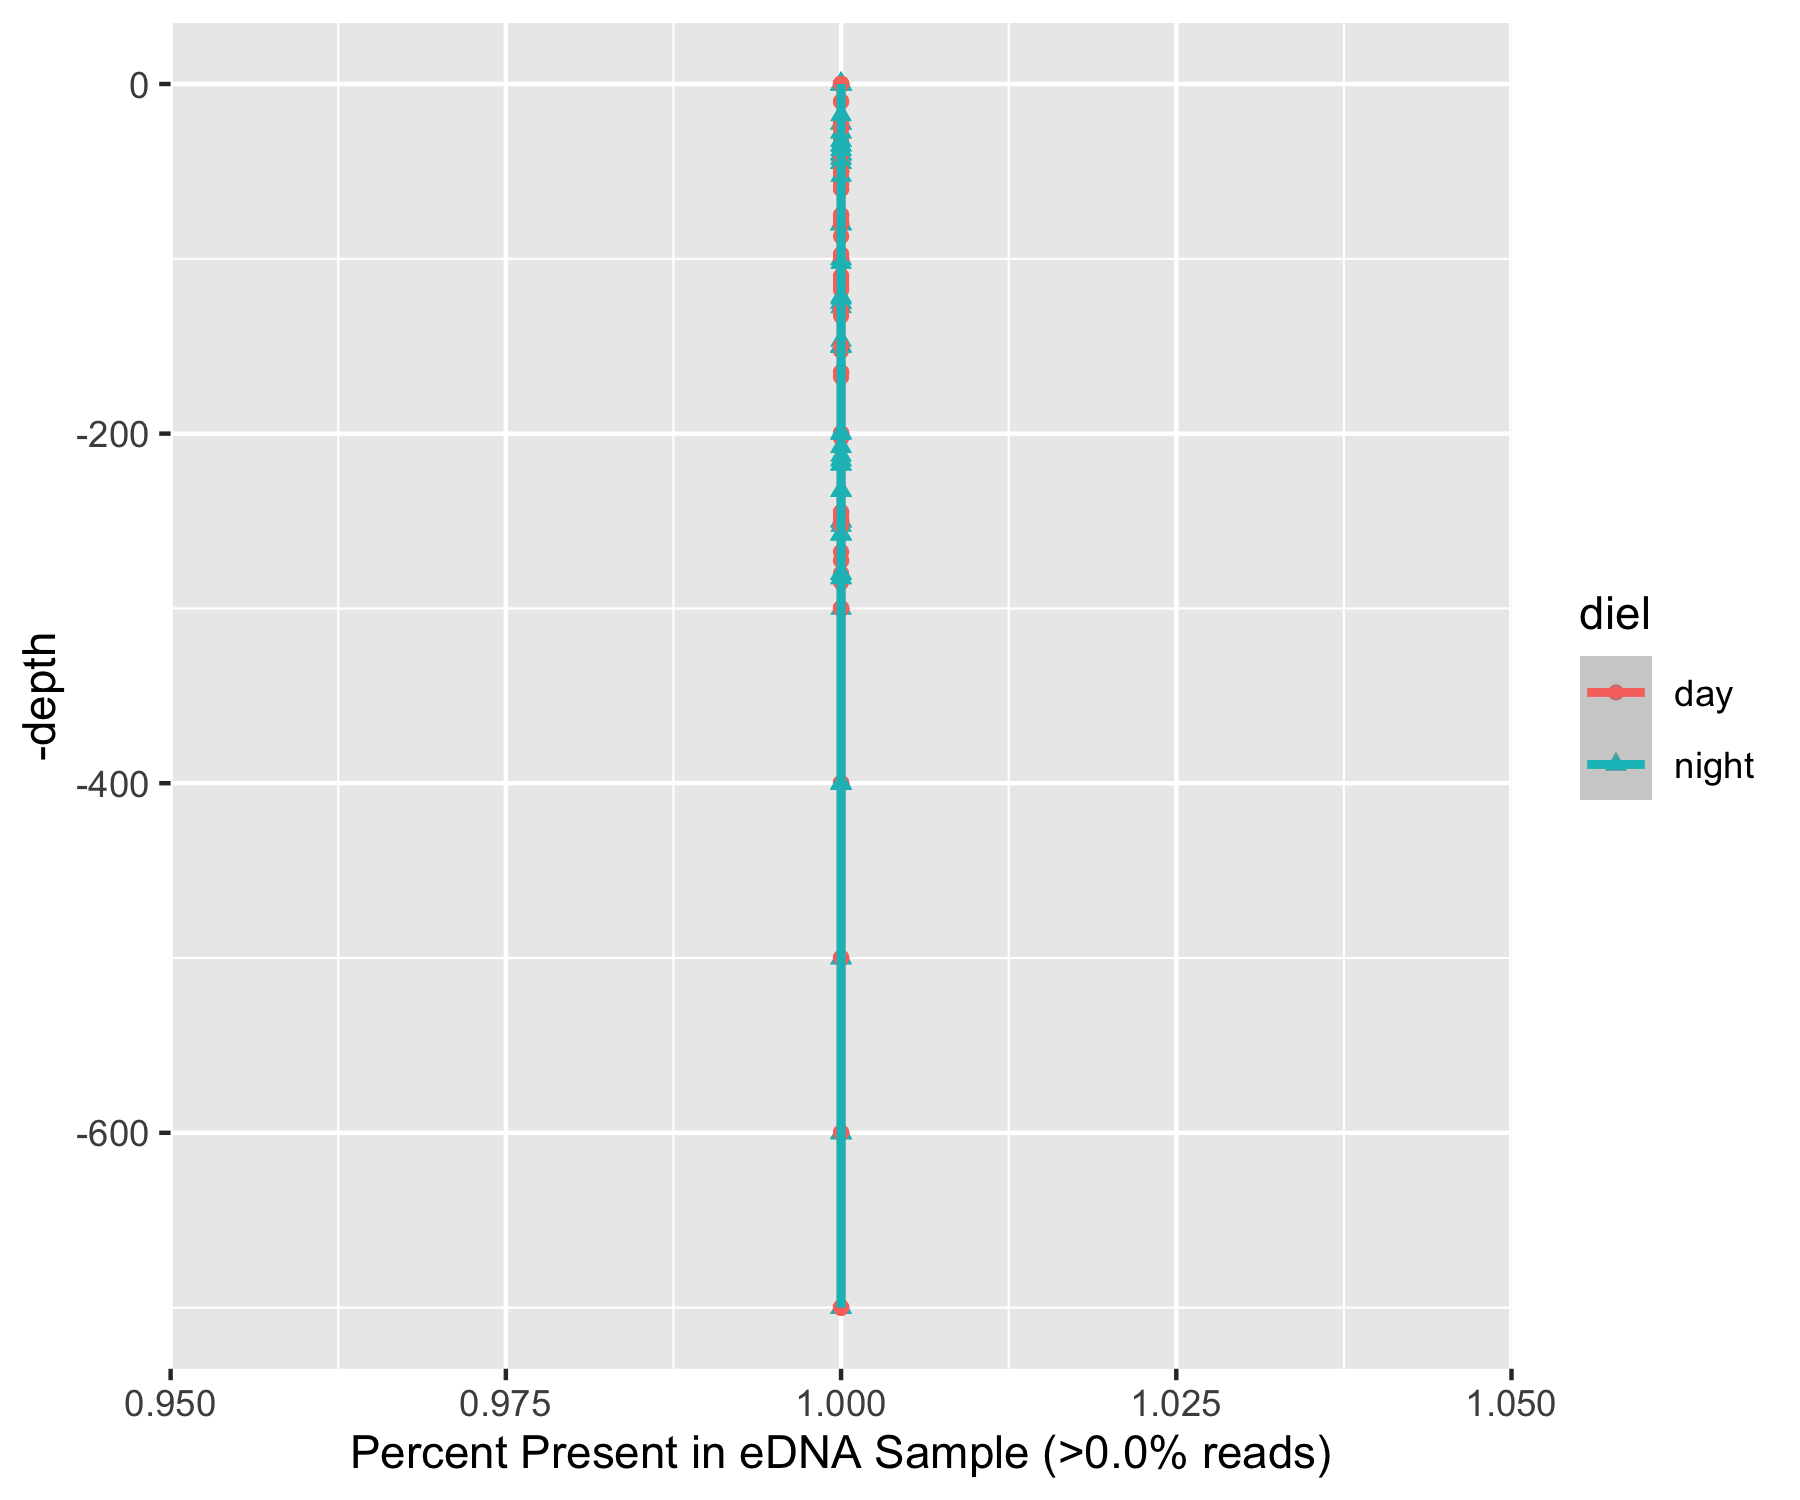 0
-200
-400
-600
-depth
0.950
0.975
1.000
1.025
1.050
Percent Present in eDNA Sample (>0.0% reads)
diel
day
night